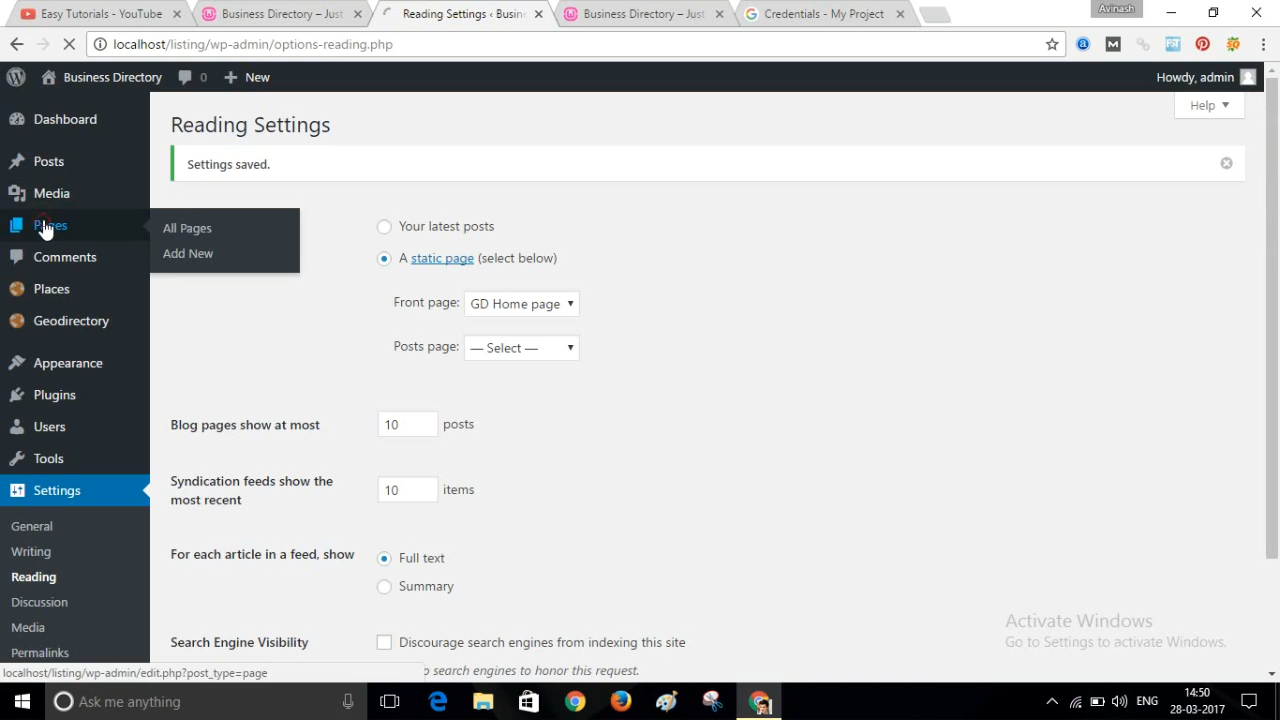 Easy Tutorials - YouTube
Business Directory – Just
Reading Settings ‹ Busin
Business Directory – Just
Credentials - My Project
Avinash
localhost/listing/wp-admin/options-reading.php
Business Directory
0
New
Howdy, admin
Help
Dashboard
Posts
Media
Pages
Comments
Places
Geodirectory
Appearance
Plugins
Users
Tools
Settings
General
Writing
Reading
Discussion
Media
Permalinks
All Pages
Add New
Reading Settings
Settings saved.
Your latest posts
A static page (select below)
Front page: GD Home page
Posts page: — Select —
Blog pages show at most 10 posts
Syndication feeds show the
most recent
10 items
For each article in a feed, show
Full text
Summary
Search Engine Visibility
Discourage search engines from indexing this site
to search engines to honor this request.
Activate Windows
Go to Settings to activate Windows.
localhost/listing/wp-admin/edit.php?post_type=page
Ask me anything
ENG
14:50
28-03-2017